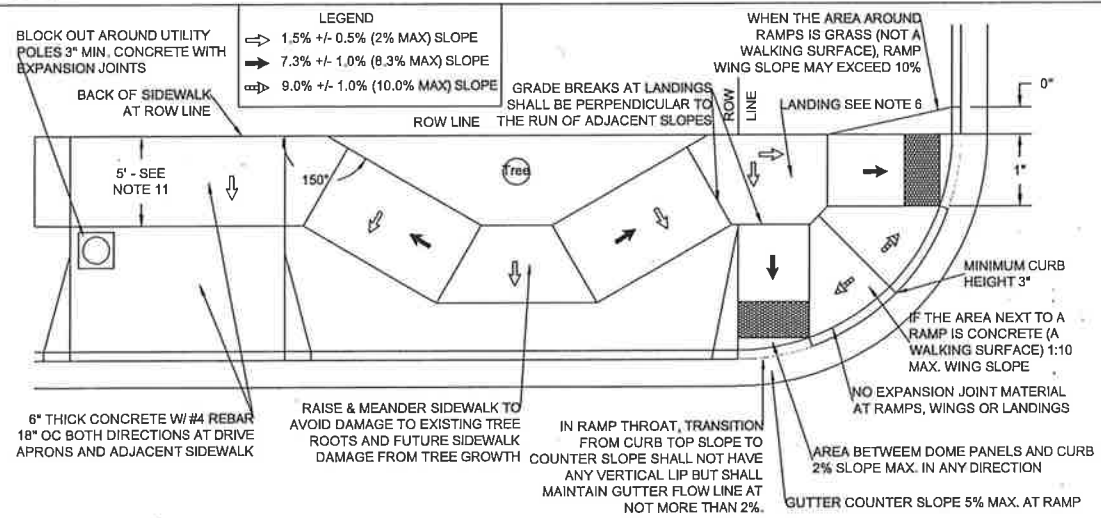 LEGEND
1.5% +/- 0.5% (2% MAX) SLOPE
7.3% +/- 1.0% (8.3% MAX) SLOPE
9.0% +/- 1.0% (10.0% MAX) SLOPE
BLOCK OUT AROUND UTILITY
POLES 3" MIN. CONCRETE WITH
EXPANSION JOINTS
BACK OF SIDEWALK
AT ROW LINE
WHEN THE AREA AROUND
RAMPS IS GRASS (NOT A
WALKING SURFACE), RAMP
WING SLOPE MAY EXCEED 10%
GRADE BREAKS AT LANDINGS
SHALL BE PERPENDICULAR TO
THE RUN OF ADJACENT SLOPES
ROW LINE
ROW
LINE
LANDING SEE NOTE 6
0"
1"
5' - SEE
NOTE 11
150°
Tree
MINIMUM CURB
HEIGHT 3"
IF THE AREA NEXT TO A
RAMP IS CONCRETE (A
WALKING SURFACE) 1:10
MAX. WING SLOPE
NO EXPANSION JOINT MATERIAL
AT RAMPS, WINGS OR LANDINGS
6" THICK CONCRETE W/ #4 REBAR
18" OC BOTH DIRECTIONS AT DRIVE
APRONS AND ADJACENT SIDEWALK
RAISE & MEANDER SIDEWALK TO
AVOID DAMAGE TO EXISTING TREE
ROOTS AND FUTURE SIDEWALK
DAMAGE FROM TREE GROWTH
IN RAMP THROAT, TRANSITION
FROM CURB TOP SLOPE TO
COUNTER SLOPE SHALL NOT HAVE
ANY VERTICAL LIP BUT SHALL
MAINTAIN GUTTER FLOW LINE AT
NOT MORE THAN 2%.
AREA BETWEEM DOME PANELS AND CURB
2% SLOPE MAX. IN ANY DIRECTION
GUTTER COUNTER SLOPE 5% MAX. AT RAMP